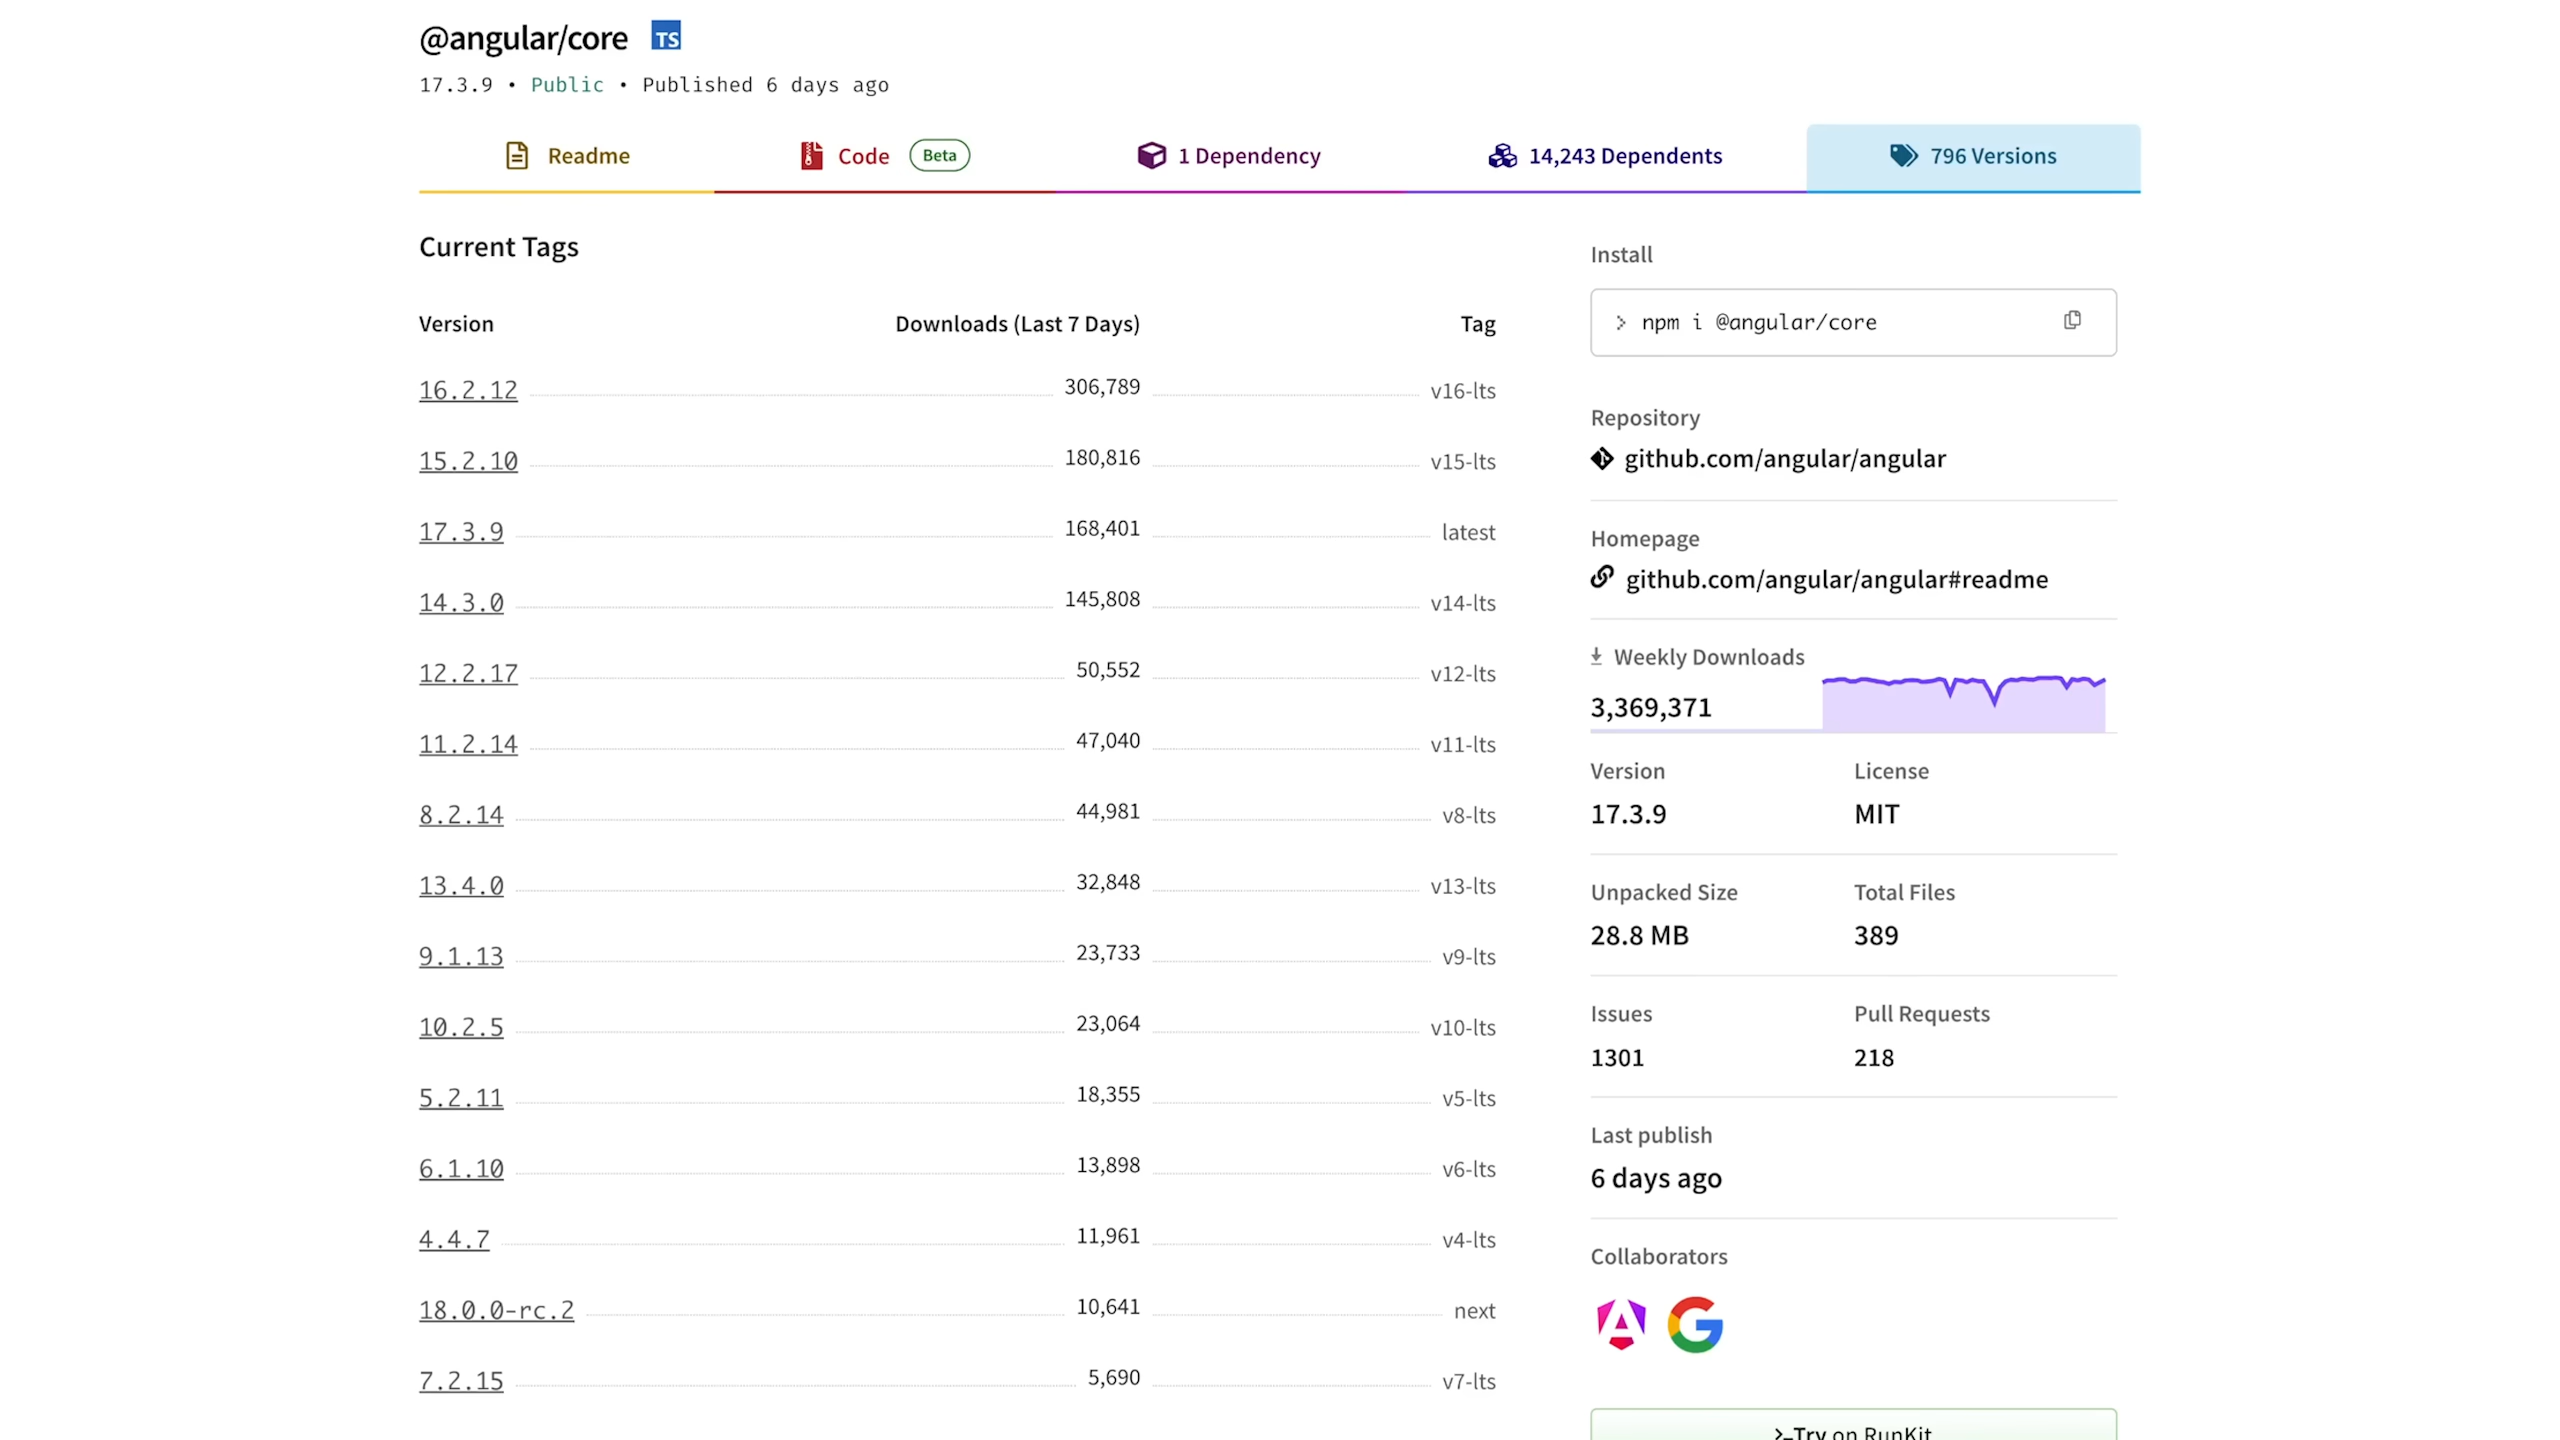 @angular/core TS
17.3.9 • Public • Published 6 days ago
Readme
Code Beta
1 Dependency
14,243 Dependents
796 Versions
Current Tags
Version Downloads (Last 7 Days) Tag
16.2.12 306,789 v16-lts
15.2.10 180,816 v15-lts
17.3.9 168,401 latest
14.3.0 145,808 v14-lts
12.2.17 50,552 v12-lts
11.2.14 47,040 v11-lts
8.2.14 44,981 v8-lts
13.4.0 32,848 v13-lts
9.1.13 23,733 v9-lts
10.2.5 23,064 v10-lts
5.2.11 18,355 v5-lts
6.1.10 13,898 v6-lts
4.4.7 11,961 v4-lts
18.0.0-rc.2 10,641 next
7.2.15 5,690 v7-lts
Install
> npm i @angular/core
Repository
github.com/angular/angular
Homepage
github.com/angular/angular#readme
Weekly Downloads
3,369,371
Version License
17.3.9 MIT
Unpacked Size Total Files
28.8 MB 389
Issues Pull Requests
1301 218
Last publish
6 days ago
Collaborators
Try on RunKit